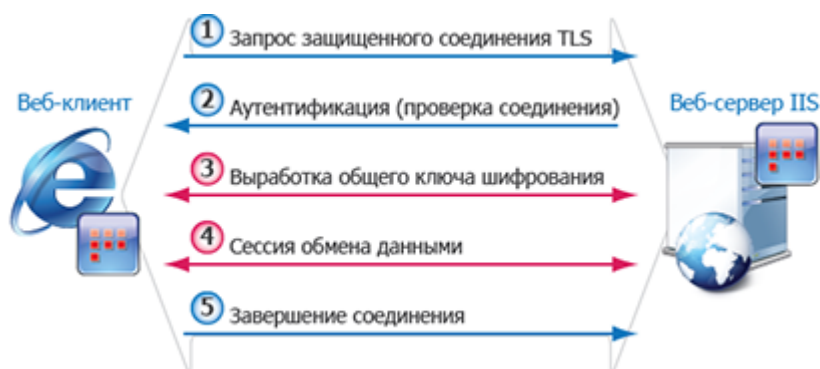 1 Запрос защищенного соединения TLS
Веб-клиент
2 Аутентификация (проверка соединения)
Веб-сервер IIS
3 Выработка общего ключа шифрования
4 Сессия обмена данными
5 Завершение соединения